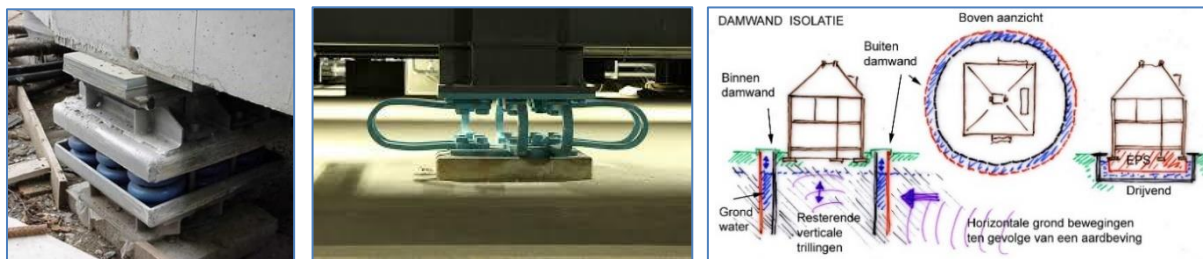 DAMWAND ISOLATIE
Boven aanzicht
Buiten
damwand
Binnen
damwand
EPS
Drijvend
Grond
water
Resterende
verticale
trillingen
Horizontale grond bewegingen
ten gevolge van een aardbeving